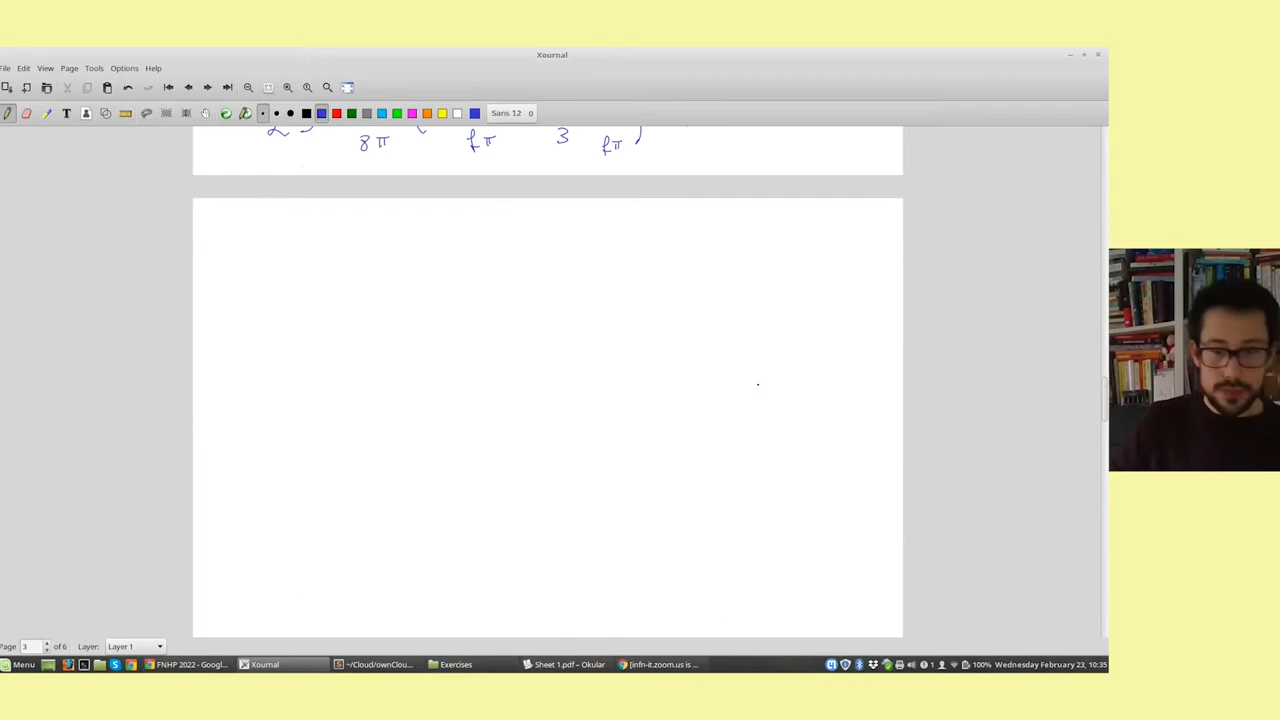 Xournal
File Edit View Page Tools Options Help
T Sans 12 0
8π fπ 3 fπ )
Page 3 of 6 Layer: Layer 1
Menu S FNHP 2022 - Googl... Xournal ~/Cloud/ownClou... Exercises Sheet 1.pdf – Okular [infn-it.zoom.us is ... 1 100% Wednesday February 23, 10:35